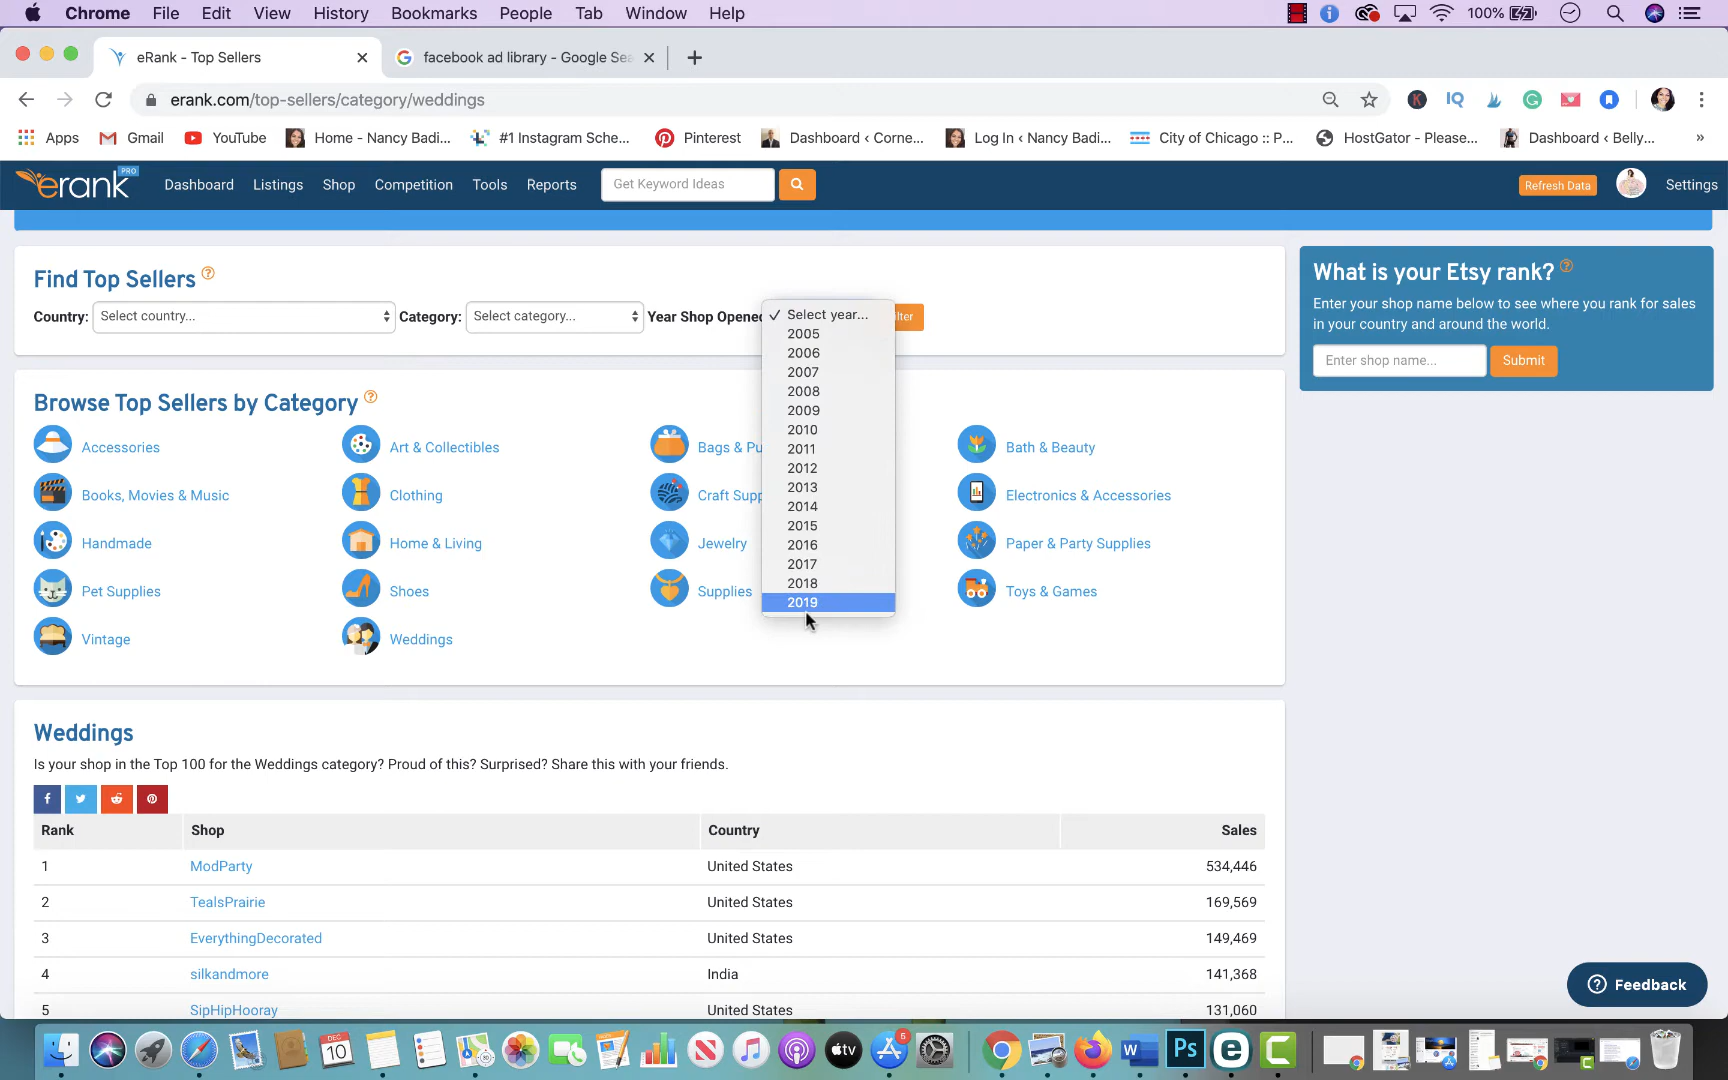 Chrome File Edit View History Bookmarks People Tab Window Help 100%
eRank - Top Sellers facebook ad library - Google Sea
erank.com/top-sellers/category/weddings
Apps Gmail YouTube Home - Nancy Badi... #1 Instagram Sche... Pinterest Dashboard < Corne... Log In < Nancy Badi... City of Chicago :: P... HostGator - Please... Dashboard < Belly... »
erank PRO Dashboard Listings Shop Competition Tools Reports Get Keyword Ideas Refresh Data Settings
Find Top Sellers
Country: Select country... Category: Select category... Year Shop Opened
Select year...
2005
2006
2007
2008
2009
2010
2011
2012
2013
2014
2015
2016
2017
2018
2019
What is your Etsy rank?
Enter your shop name below to see where you rank for sales
in your country and around the world.
Enter shop name... Submit
Browse Top Sellers by Category
Accessories Art & Collectibles Bags & Pu Bath & Beauty
Books, Movies & Music Clothing Craft Supp Electronics & Accessories
Handmade Home & Living Jewelry Paper & Party Supplies
Pet Supplies Shoes Supplies Toys & Games
Vintage Weddings
Weddings
Is your shop in the Top 100 for the Weddings category? Proud of this? Surprised? Share this with your friends.
Rank Shop Country Sales
1 ModParty United States 534,446
2 TealsPrairie United States 169,569
3 EverythingDecorated United States 149,469
4 silkandmore India 141,368
5 SipHipHooray United States 131,060
Feedback
DEC
10
tv
5
W
Ps
e
C